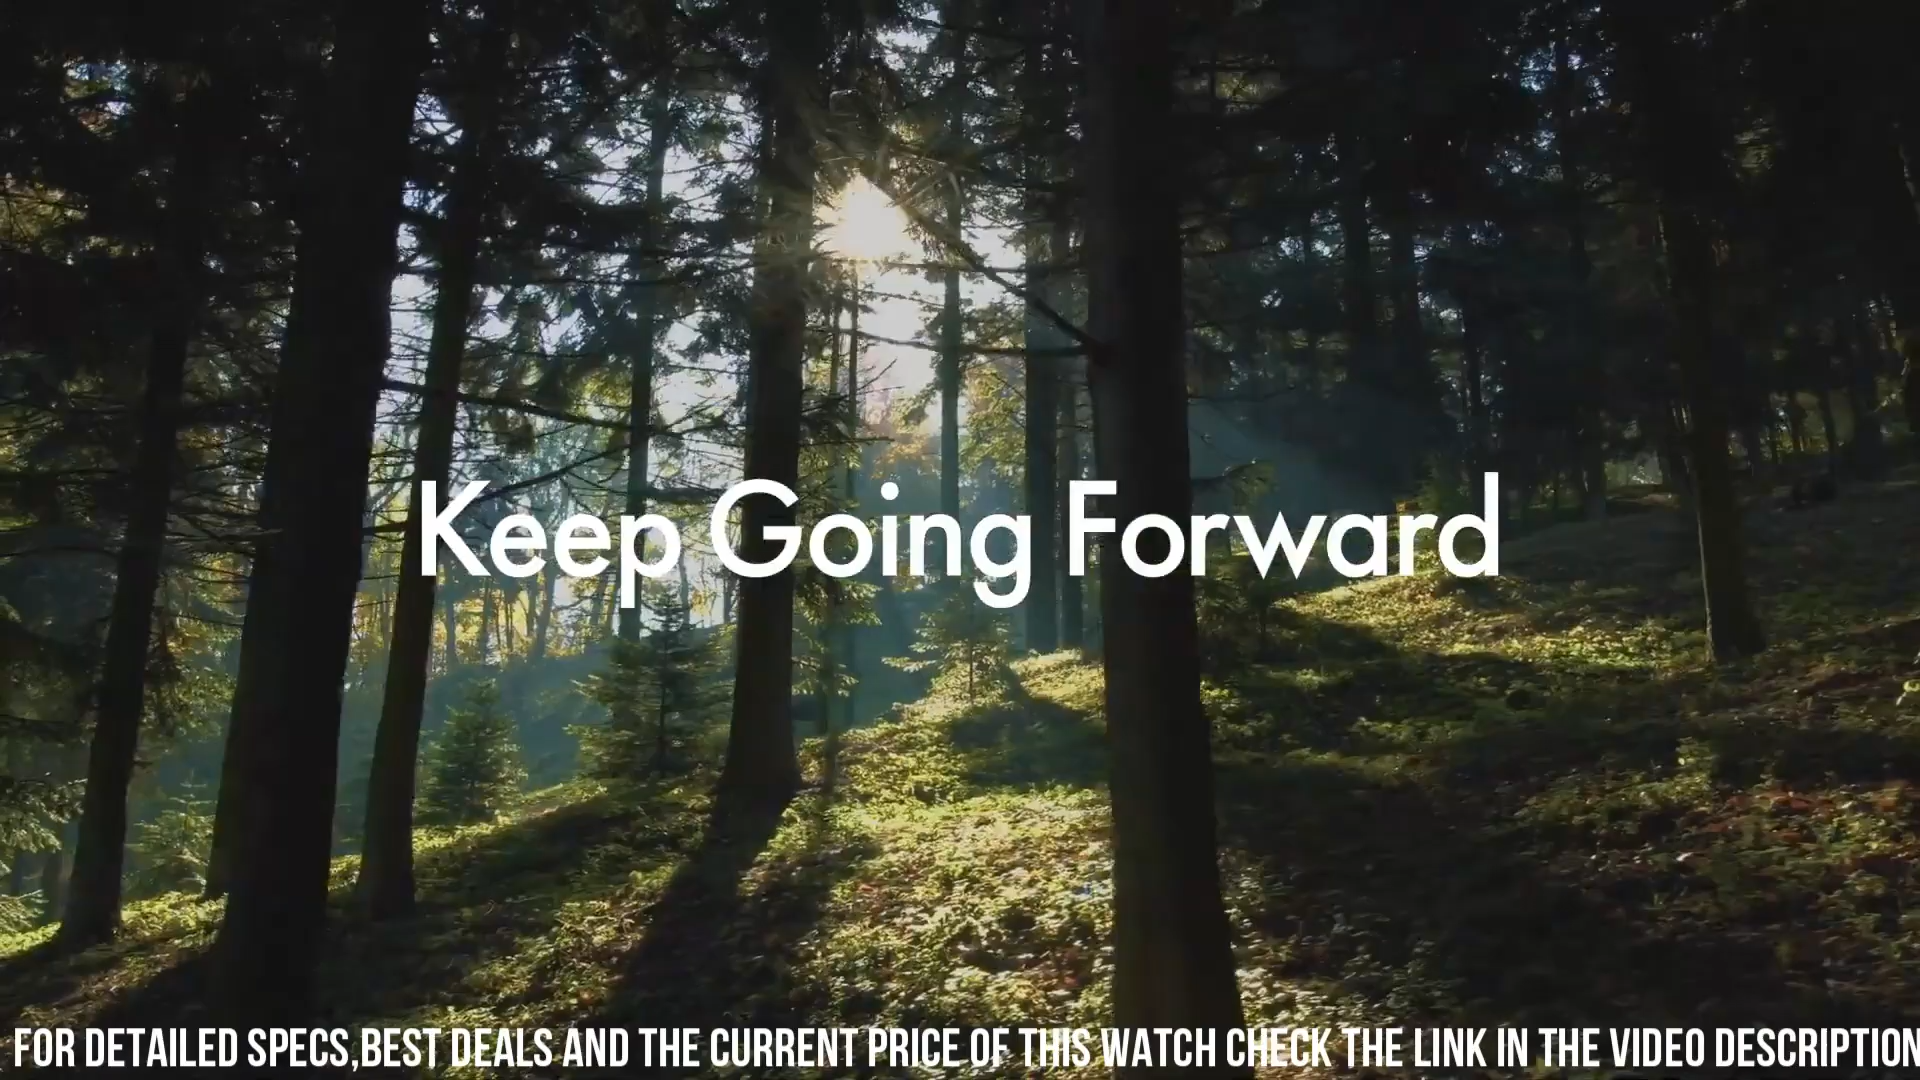 Keep Going Forward
FOR DETAILED SPECS,BEST DEALS AND THE CURRENT PRICE OF THIS WATCH CHECK THE LINK IN THE VIDEO DESCRIPTION